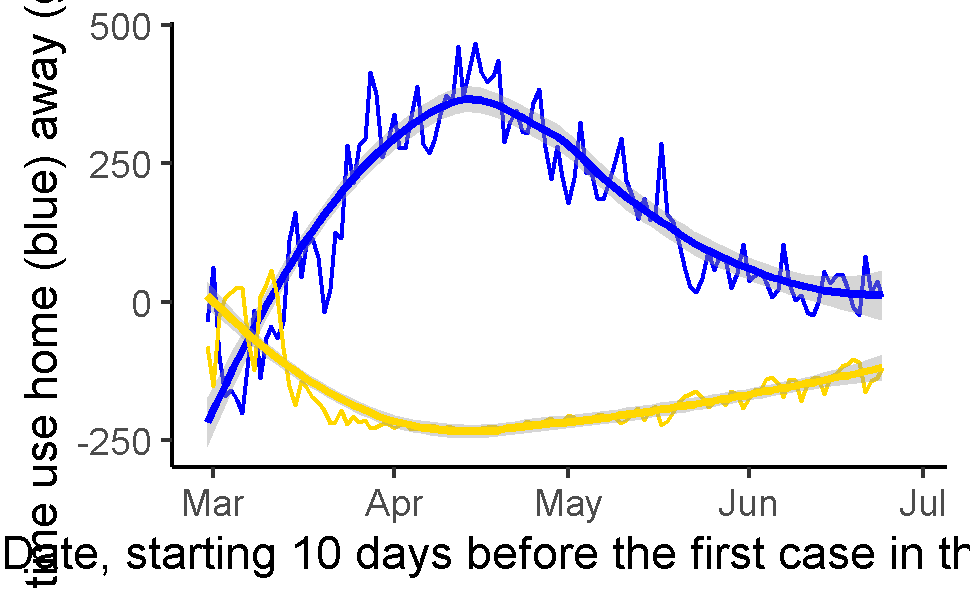 time use home (blue) away (
500
250
0
-250
Mar Apr May Jun Jul
Date, starting 10 days before the first case in th